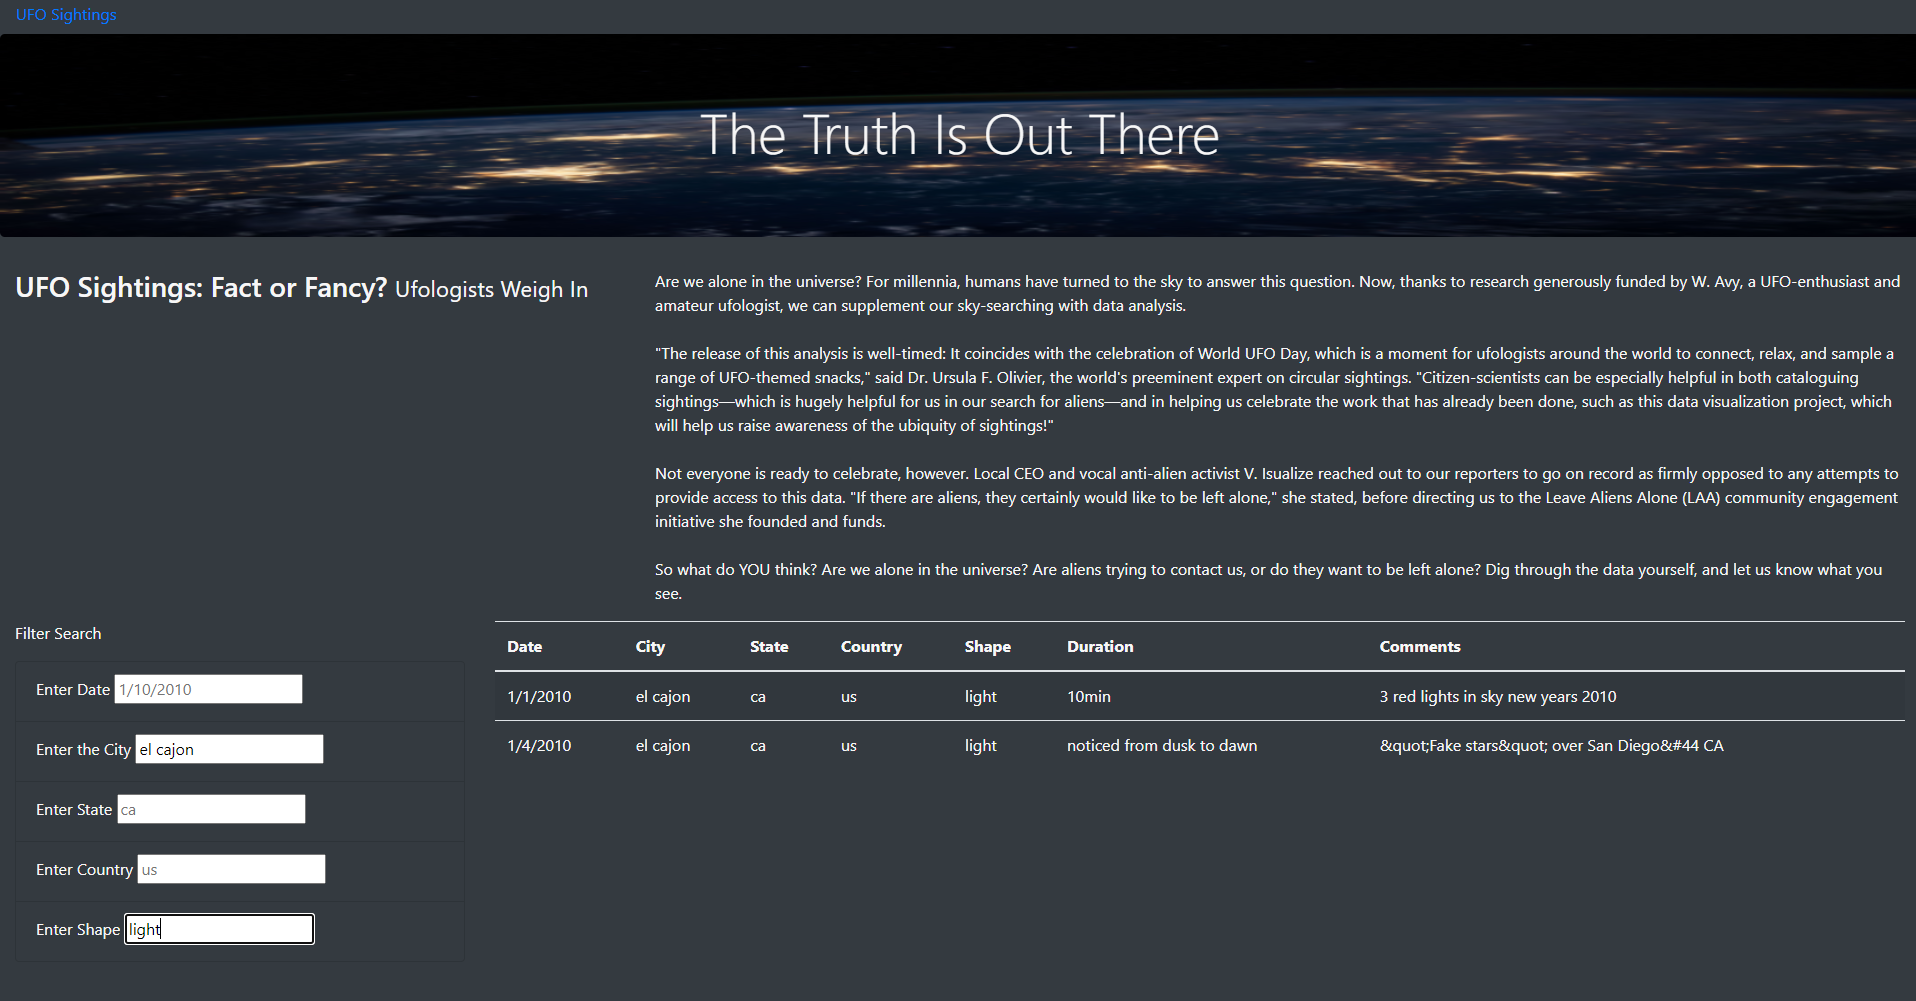 UFO Sightings
The Truth Is Out There
UFO Sightings: Fact or Fancy? Ufologists Weigh In
Are we alone in the universe? For millennia, humans have turned to the sky to answer this question. Now, thanks to research generously funded by W. Avy, a UFO-enthusiast and
amateur ufologist, we can supplement our sky-searching with data analysis.
"The release of this analysis is well-timed: It coincides with the celebration of World UFO Day, which is a moment for ufologists around the world to connect, relax, and sample a
range of UFO-themed snacks," said Dr. Ursula F. Olivier, the world's preeminent expert on circular sightings. "Citizen-scientists can be especially helpful in both cataloguing
sightings—which is hugely helpful for us in our search for aliens—and in helping us celebrate the work that has already been done, such as this data visualization project, which
will help us raise awareness of the ubiquity of sightings!"
Not everyone is ready to celebrate, however. Local CEO and vocal anti-alien activist V. Isualize reached out to our reporters to go on record as firmly opposed to any attempts to
provide access to this data. "If there are aliens, they certainly would like to be left alone," she stated, before directing us to the Leave Aliens Alone (LAA) community engagement
initiative she founded and funds.
So what do YOU think? Are we alone in the universe? Are aliens trying to contact us, or do they want to be left alone? Dig through the data yourself, and let us know what you
see.
Filter Search
Enter Date 1/10/2010
Enter the City el cajon
Enter State ca
Enter Country us
Enter Shape light
Date City State Country Shape Duration Comments
1/1/2010 el cajon ca us light 10min 3 red lights in sky new years 2010
1/4/2010 el cajon ca us light noticed from dusk to dawn &quot;Fake stars&quot; over San Diego&#44 CA